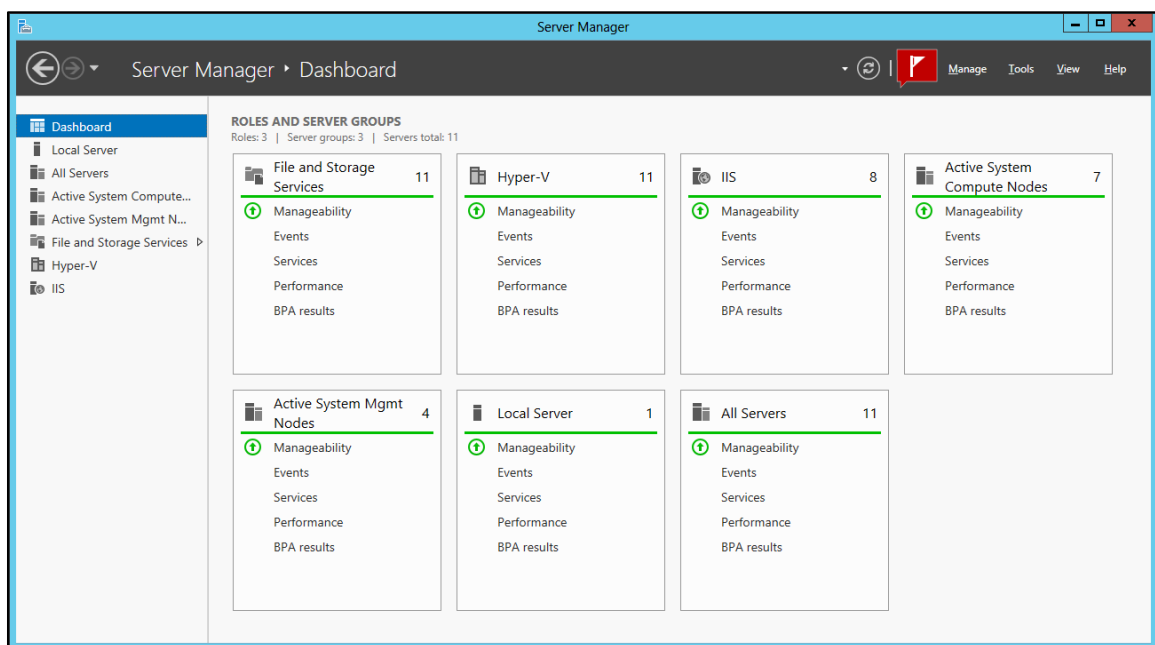 Server Manager
Server Manager ‣ Dashboard
Manage Tools View Help
Dashboard
Local Server
All Servers
Active System Compute...
Active System Mgmt N...
File and Storage Services
Hyper-V
IIS
ROLES AND SERVER GROUPS
Roles: 3 | Server groups: 3 | Servers total: 11
File and Storage
Services
11
Manageability
Events
Services
Performance
BPA results
Hyper-V 11
Manageability
Events
Services
Performance
BPA results
IIS 8
Manageability
Events
Services
Performance
BPA results
Active System
Compute Nodes
7
Manageability
Events
Services
Performance
BPA results
Active System Mgmt
Nodes
4
Manageability
Events
Services
Performance
BPA results
Local Server 1
Manageability
Events
Services
Performance
BPA results
All Servers 11
Manageability
Events
Services
Performance
BPA results